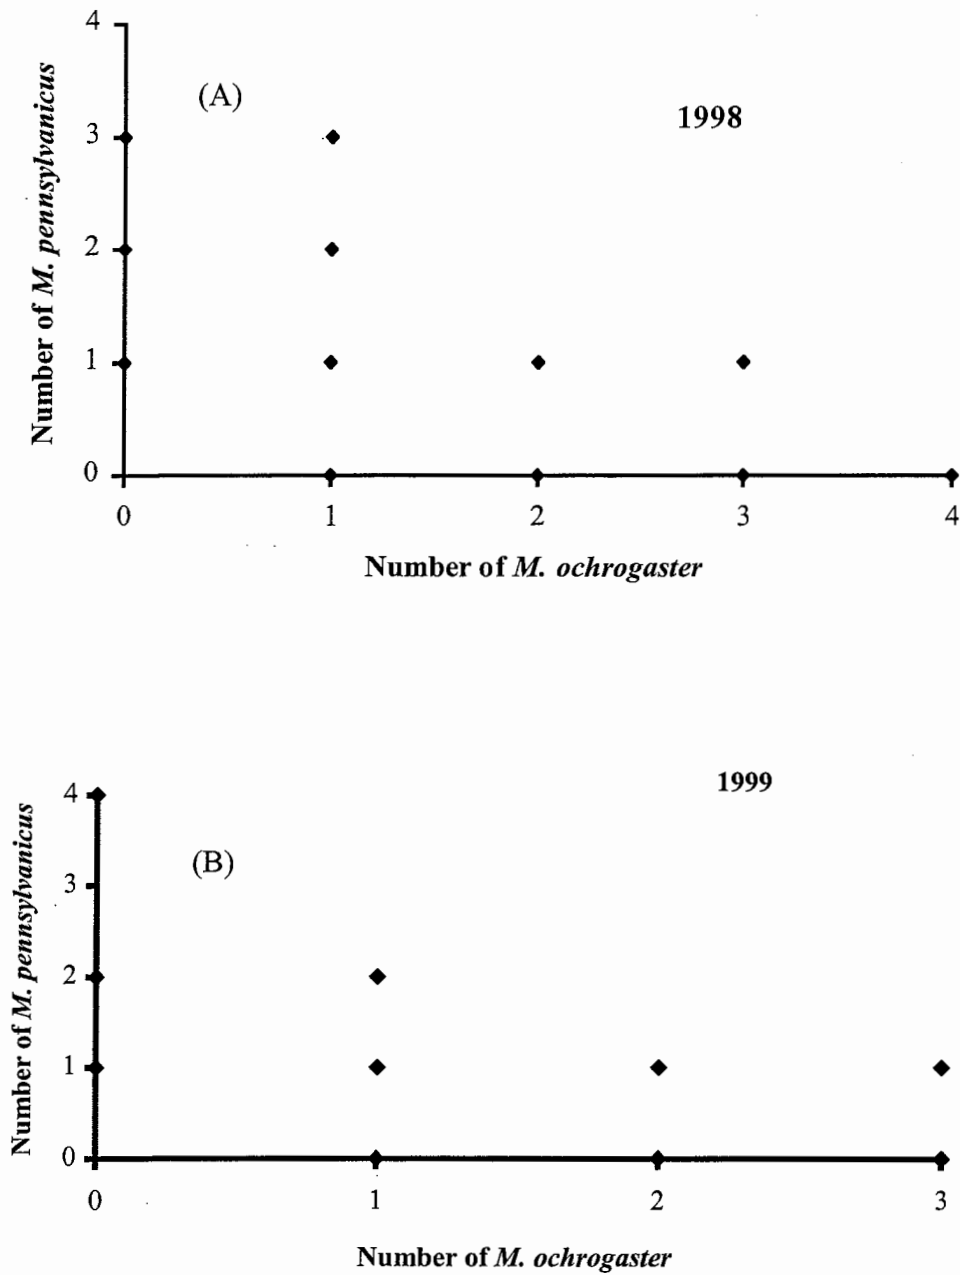 4
(A)
1998
3
2
1
0
0 1 2 3 4
Number of M. pennsylvanicus
Number of M. ochrogaster
1999
4
(B)
3
2
1
0
0 1 2 3
Number of M. pennsylvanicus
Number of M. ochrogaster